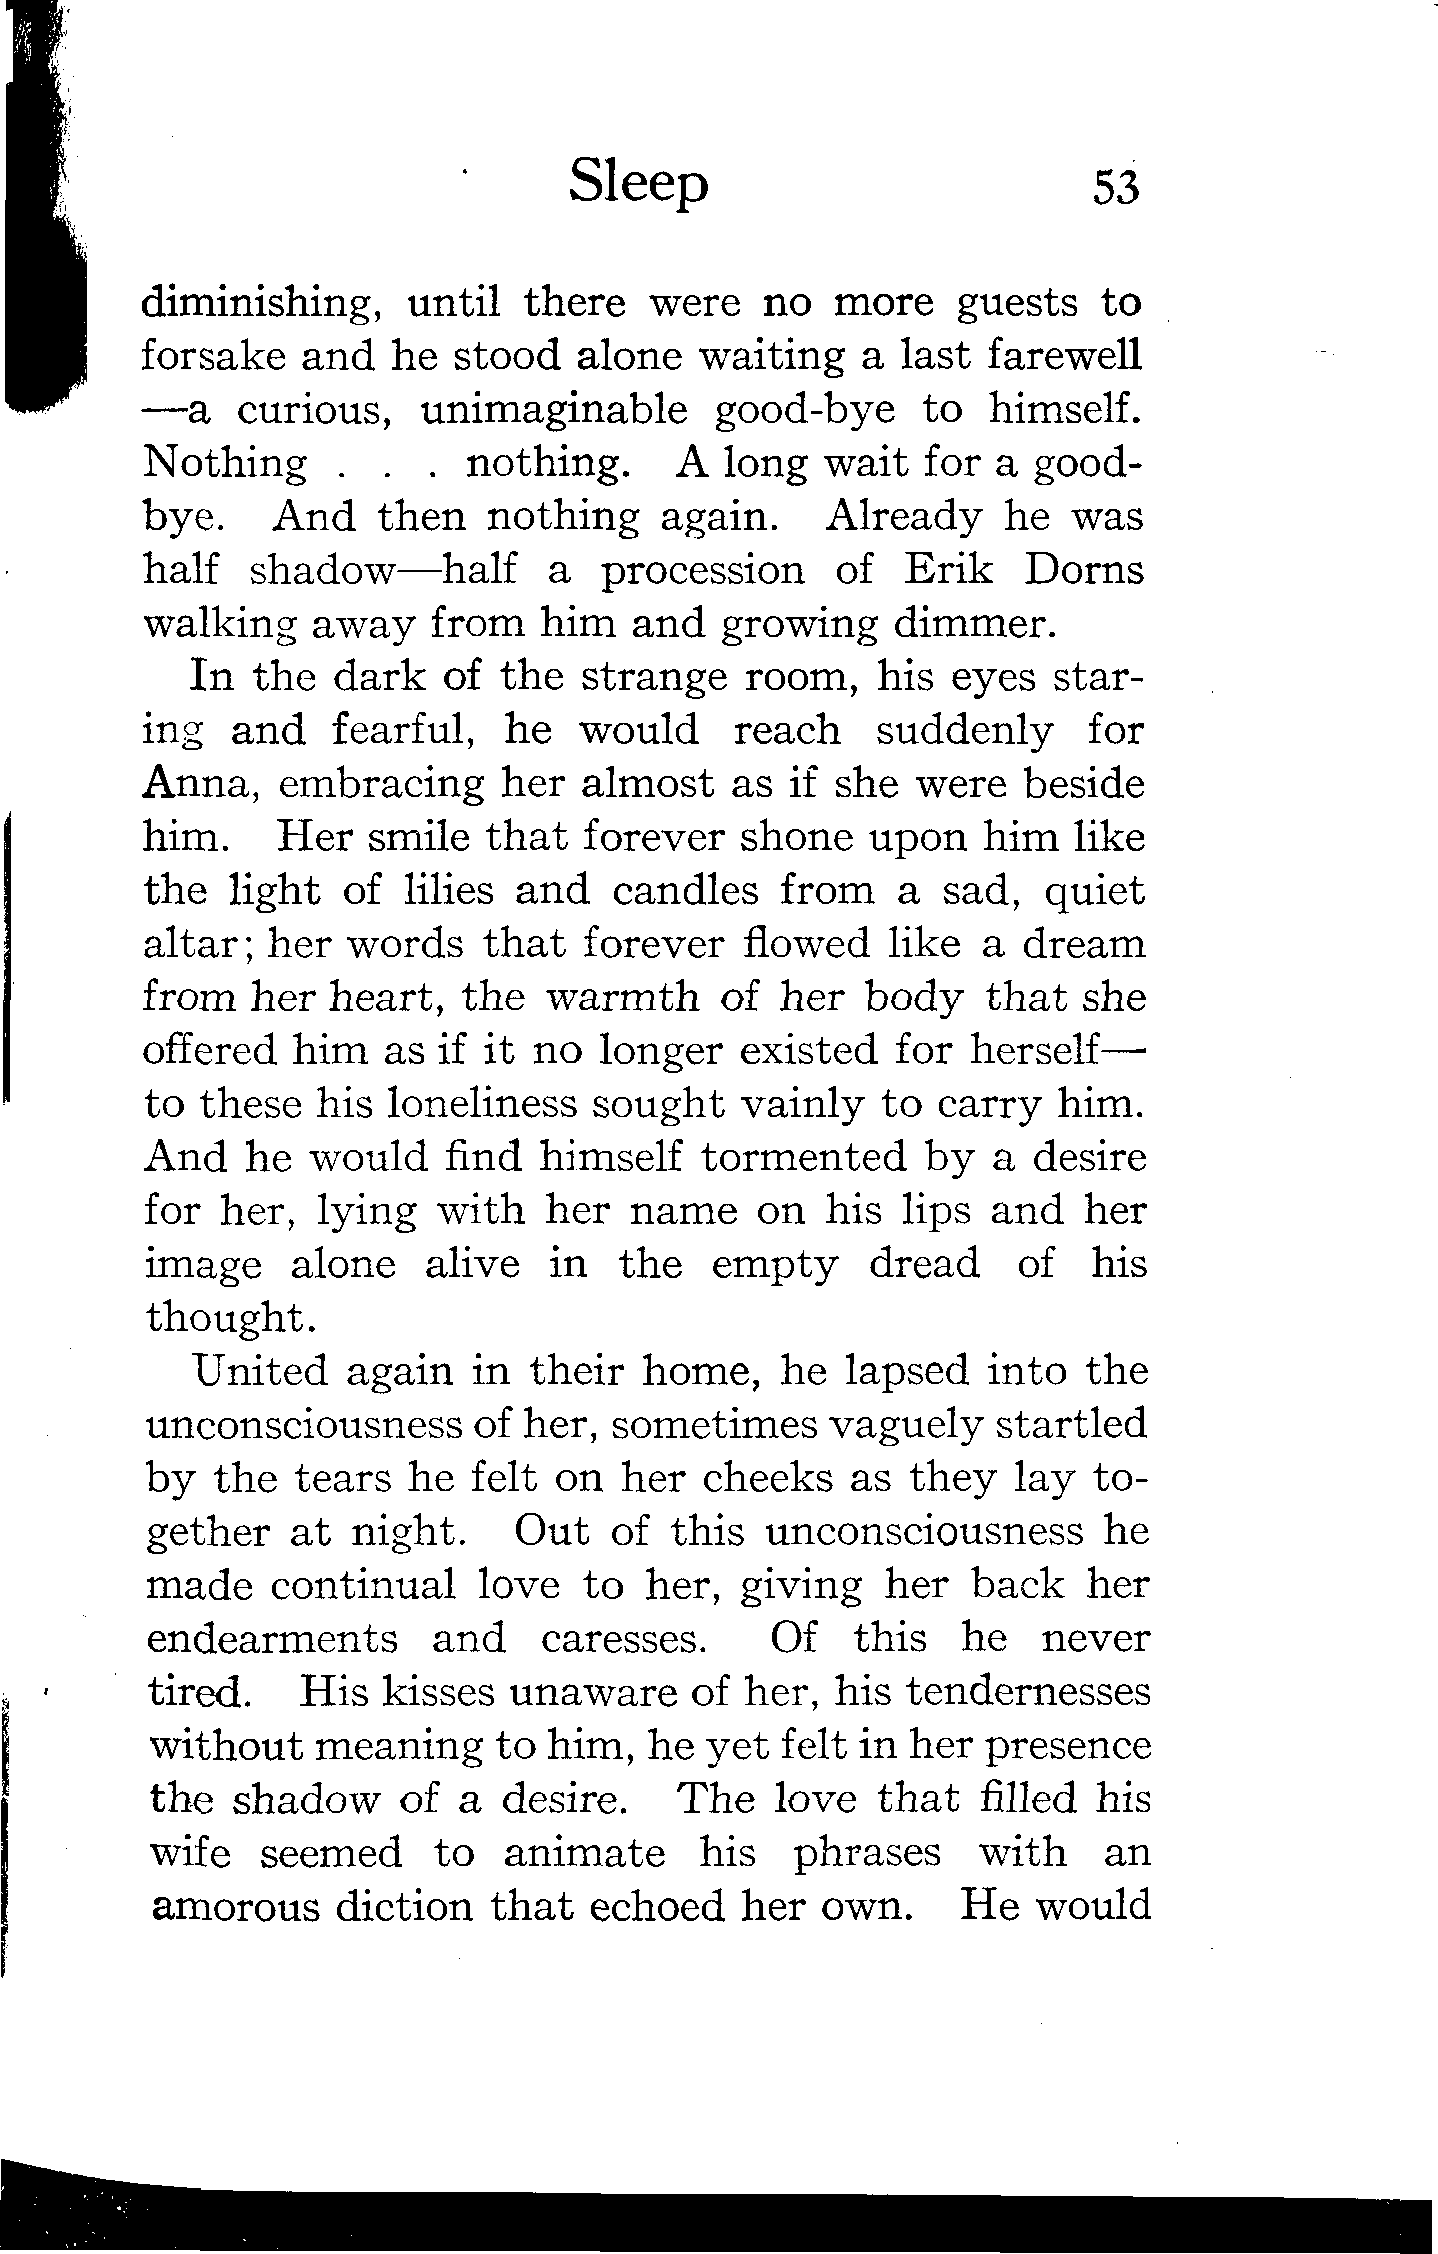 Sleep 53
diminishing, until there were no more guests to
forsake and he stood alone waiting a last farewell
—a curious, unimaginable good-bye to himself.
Nothing . . . nothing. A long wait for a good-
bye. And then nothing again. Already he was
half shadow—half a procession of Erik Dorns
walking away from him and growing dimmer.
In the dark of the strange room, his eyes star-
ing and fearful, he would reach suddenly for
Anna, embracing her almost as if she were beside
him. Her smile that forever shone upon him like
the light of lilies and candles from a sad, quiet
altar; her words that forever flowed like a dream
from her heart, the warmth of her body that she
offered him as if it no longer existed for herself—
to these his loneliness sought vainly to carry him.
And he would find himself tormented by a desire
for her, lying with her name on his lips and her
image alone alive in the empty dread of his
thought.
United again in their home, he lapsed into the
unconsciousness of her, sometimes vaguely startled
by the tears he felt on her cheeks as they lay to-
gether at night. Out of this unconsciousness he
made continual love to her, giving her back her
endearments and caresses. Of this he never
tired. His kisses unaware of her, his tendernesses
without meaning to him, he yet felt in her presence
the shadow of a desire. The love that filled his
wife seemed to animate his phrases with an
amorous diction that echoed her own. He would